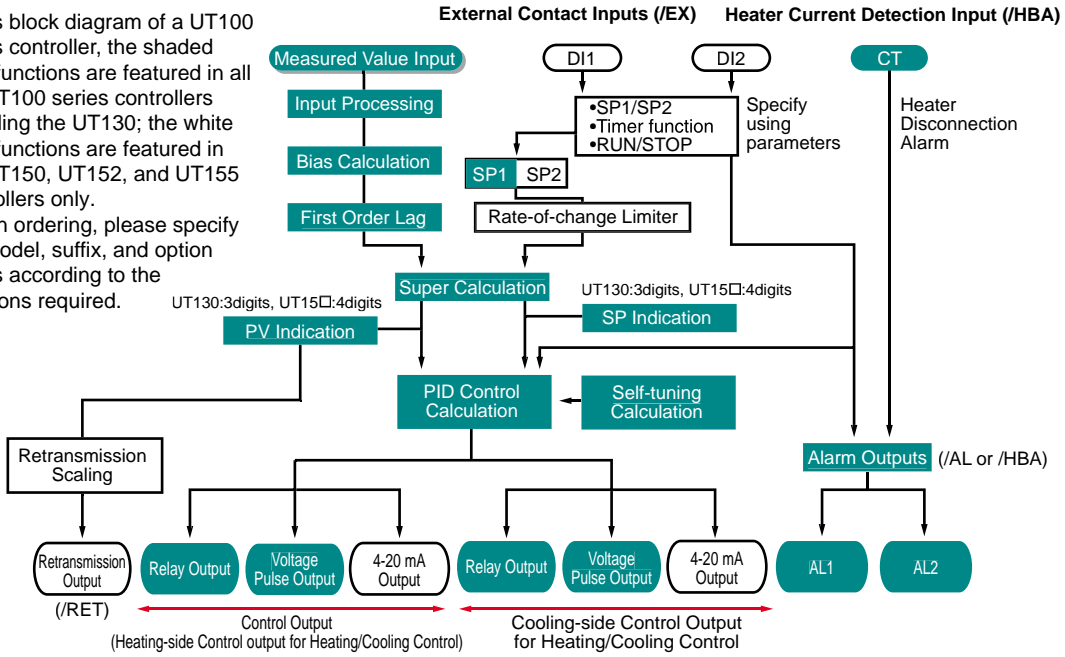 s block diagram of a UT100
s controller, the shaded
functions are featured in all
T100 series controllers
ling the UT130; the white
functions are featured in
T150, UT152, and UT155
ollers only.
n ordering, please specify
odel, suffix, and option
s according to the
ons required.
External Contact Inputs (/EX)
Heater Current Detection Input (/HBA)
Measured Value Input
DI1
DI2
CT
Input Processing
•SP1/SP2
•Timer function
•RUN/STOP
Specify
using
parameters
Heater
Disconnection
Alarm
Bias Calculation
SP1
SP2
First Order Lag
Rate-of-change Limiter
Super Calculation
UT130:3digits, UT15□:4digits
UT130:3digits, UT15□:4digits
PV Indication
SP Indication
PID Control
Calculation
Self-tuning
Calculation
Retransmission
Scaling
Alarm Outputs
(/AL or /HBA)
Retransmission
Output
Relay Output
Voltage
Pulse Output
4-20 mA
Output
Relay Output
Voltage
Pulse Output
4-20 mA
Output
AL1
AL2
(/RET)
Control Output
(Heating-side Control output for Heating/Cooling Control)
Cooling-side Control Output
for Heating/Cooling Control